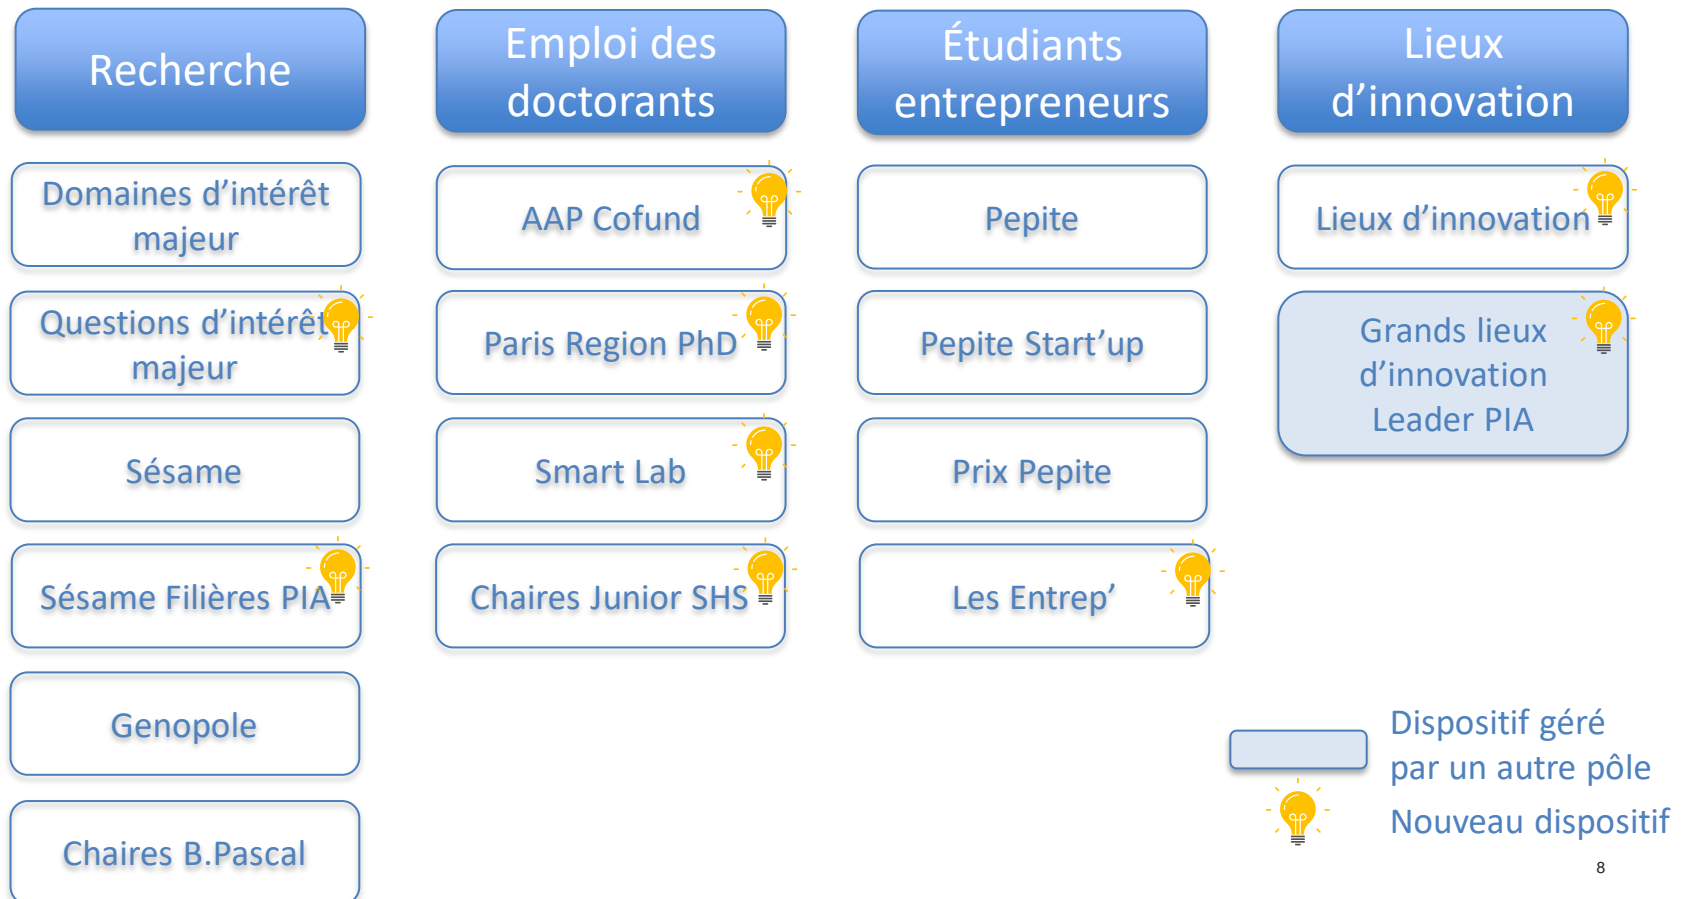 Recherche
Domaines d’intérêt
majeur
Questions d’intérêt
majeur
Sésame
Sésame Filières PIA
Genopole
Chaires B.Pascal
Emploi des
doctorants
AAP Cofund
Paris Region PhD
Smart Lab
Chaires Junior SHS
Étudiants
entrepreneurs
Pepite
Pepite Start’up
Prix Pepite
Les Entrep’
Lieux
d’innovation
Lieux d’innovation
Grands lieux
d’innovation
Leader PIA
Dispositif géré
par un autre pôle
Nouveau dispositif
8